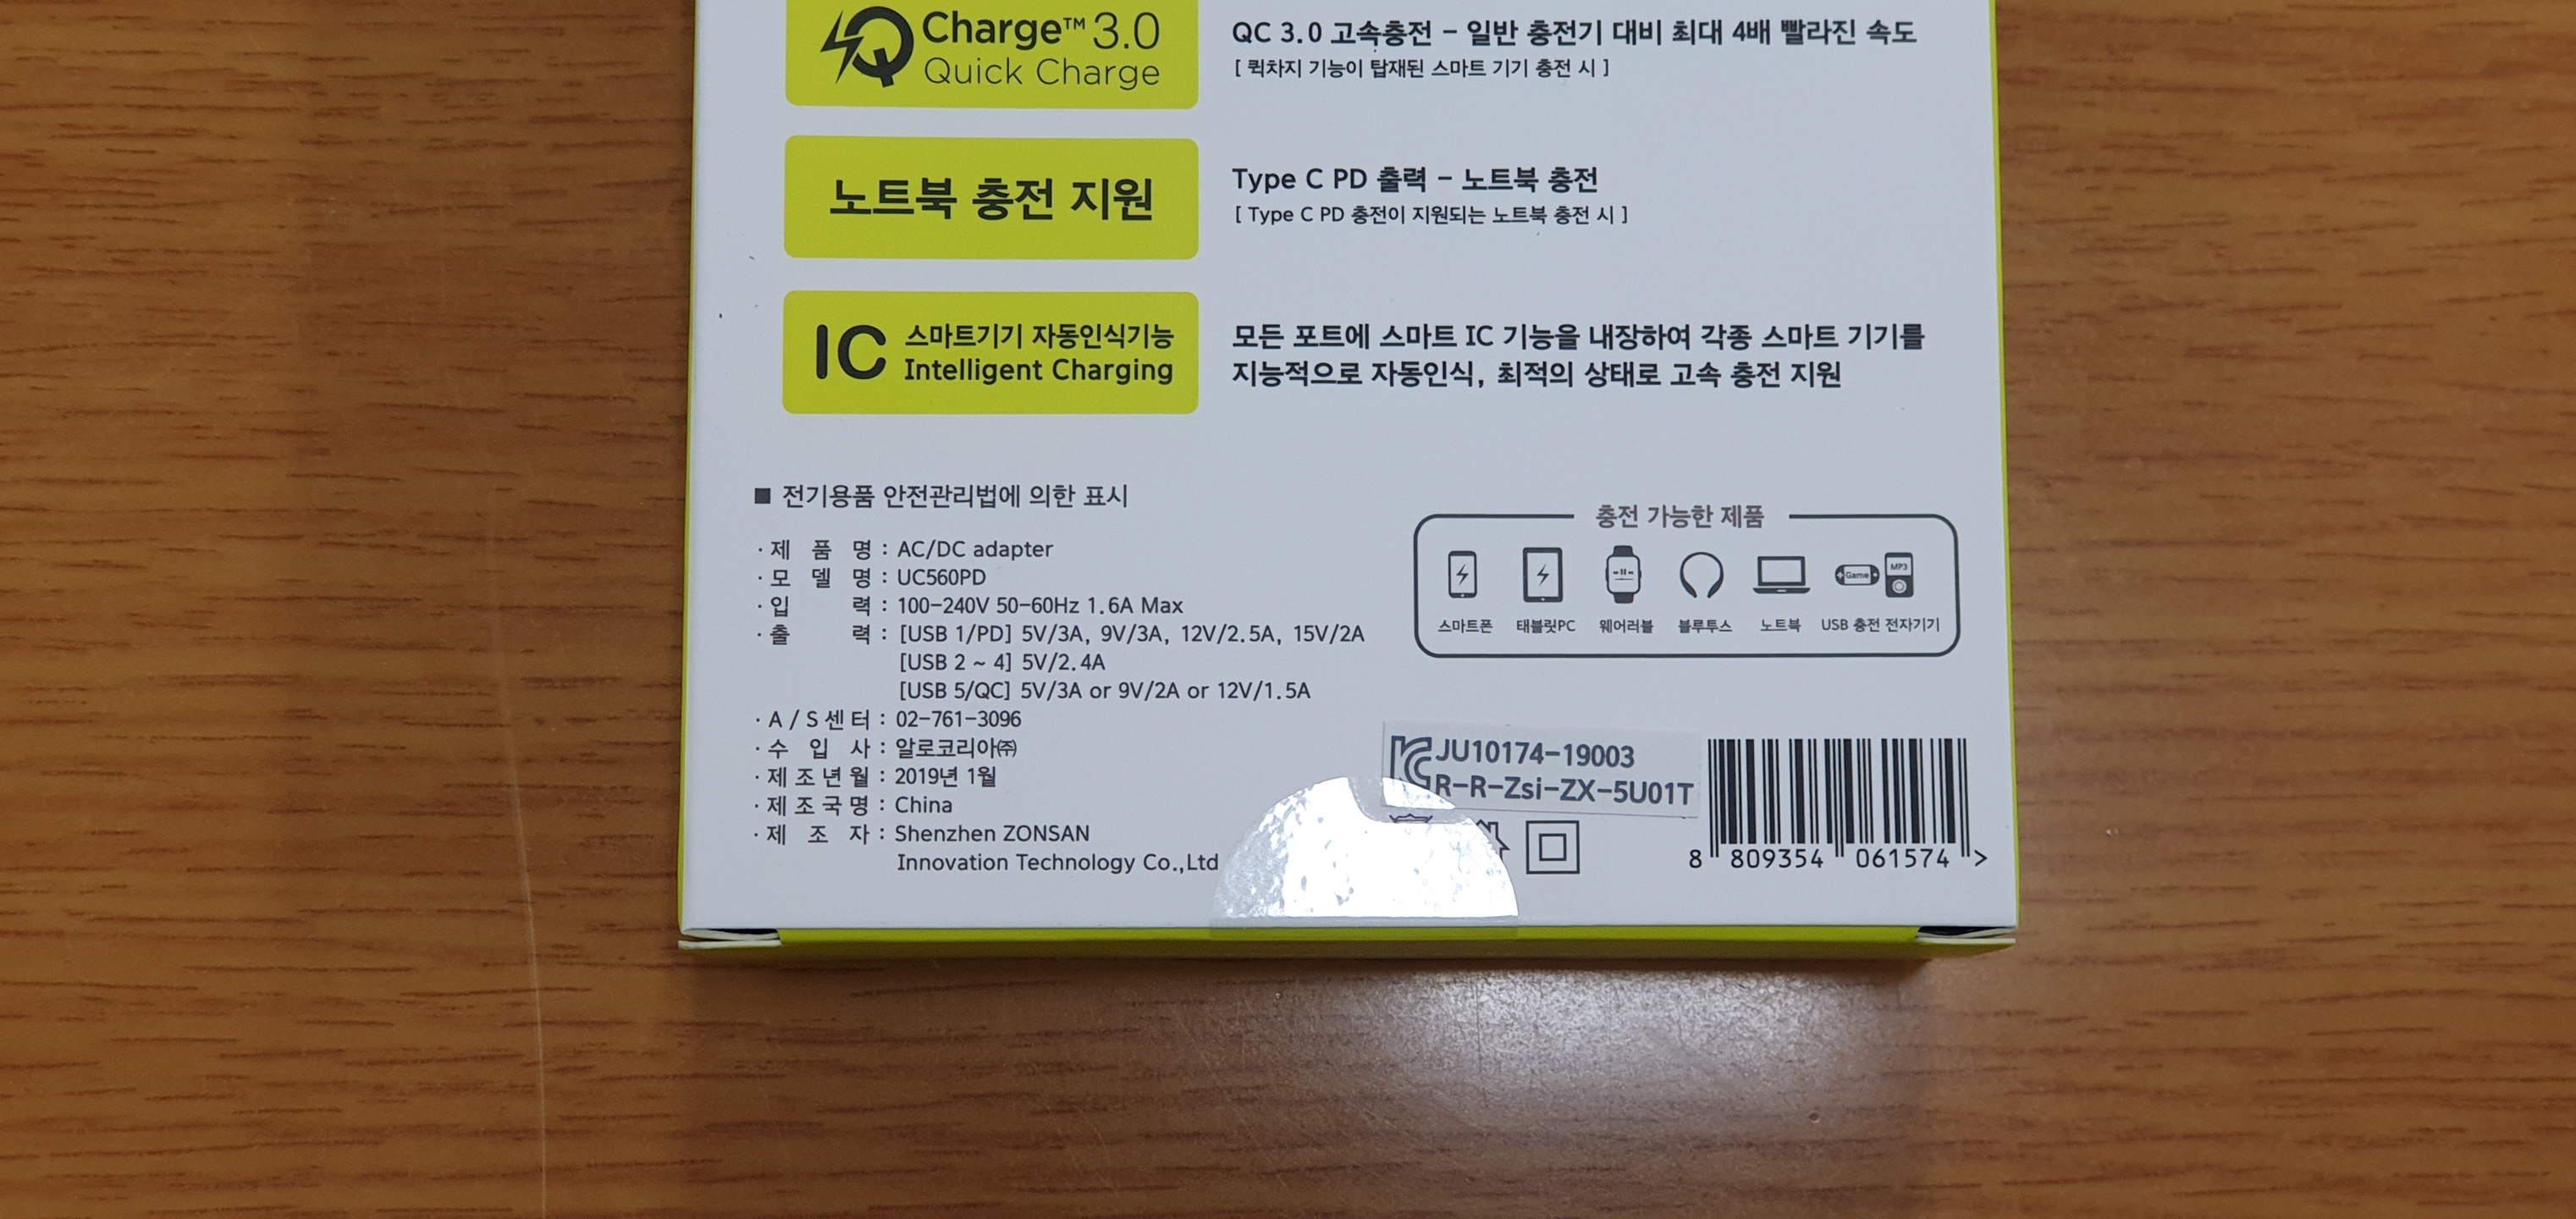 Charge™ 3.0
Quick Charge
QC 3.0 고속충전 - 일반 충전기 대비 최대 4배 빨라진 속도
[ 퀵차지 기능이 탑재된 스마트 기기 충전 시 ]
노트북 충전 지원
Type C PD 출력 - 노트북 충전
[ Type C PD 충전이 지원되는 노트북 충전 시 ]
IC 스마트기기 자동인식기능
Intelligent Charging
모든 포트에 스마트 IC 기능을 내장하여 각종 스마트 기기를
지능적으로 자동인식, 최적의 상태로 고속 충전 지원
■ 전기용품 안전관리법에 의한 표시
· 제 품 명 : AC/DC adapter
· 모 델 명 : UC560PD
· 입 력 : 100-240V 50-60Hz 1.6A Max
· 출 력 : [USB 1/PD] 5V/3A, 9V/3A, 12V/2.5A, 15V/2A
[USB 2 ~ 4] 5V/2.4A
[USB 5/QC] 5V/3A or 9V/2A or 12V/1.5A
· A / S 센터 : 02-761-3096
· 수 입 사 : 알로코리아㈜
· 제조년월 : 2019년 1월
· 제조국명 : China
· 제 조 자 : Shenzhen ZONSAN
Innovation Technology Co.,Ltd
충전 가능한 제품
Game MP3
스마트폰 태블릿PC 웨어러블 블루투스 노트북 USB 충전 전자기기
JU10174-19003
R-R-Zsi-ZX-5U01T
8 809354 061574 >